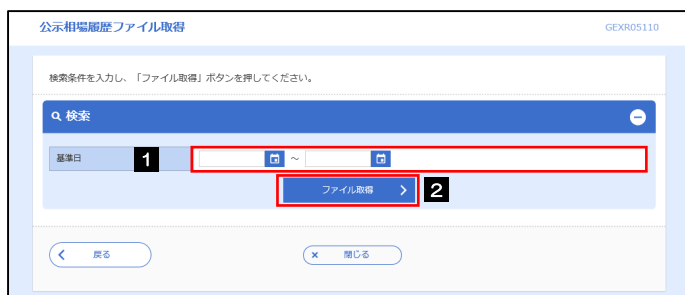 公示相場履歴ファイル取得 GEXR05110
検索条件を入力し、「ファイル取得」ボタンを押してください。
検索
基準日 1 ~
ファイル取得 2
戻る 閉じる